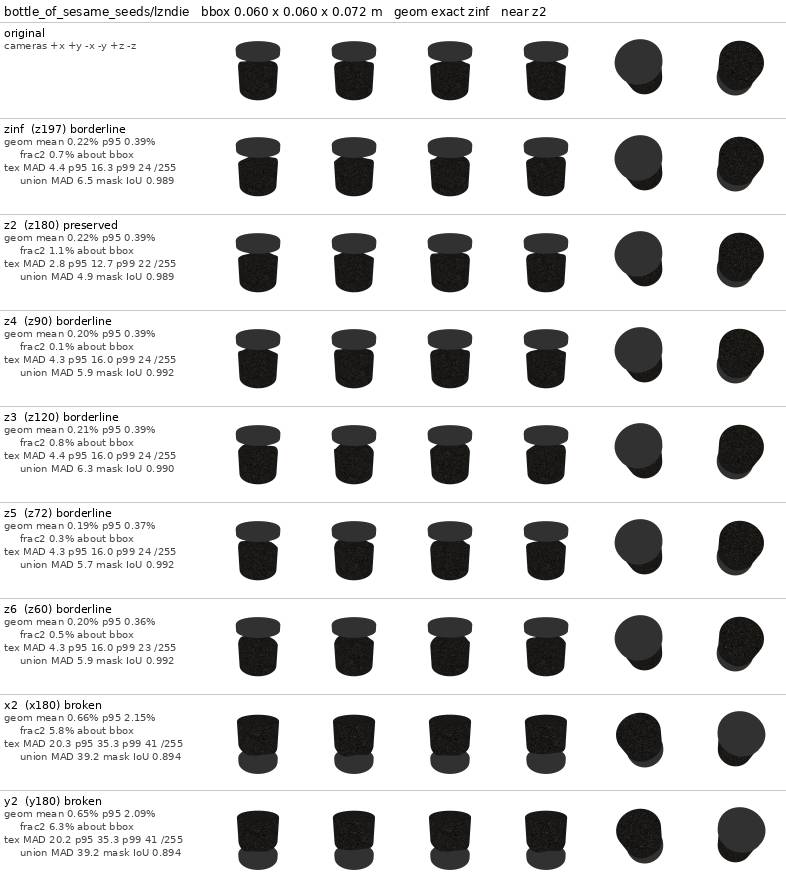 bottle_of_sesame_seeds/lzndie bbox 0.060 x 0.060 x 0.072 m geom exact zinf near z2
original
cameras +x +y -x -y +z -z
zinf (z197) borderline
geom mean 0.22% p95 0.39%
frac2 0.7% about bbox
tex MAD 4.4 p95 16.3 p99 24 /255
union MAD 6.5 mask IoU 0.989
z2 (z180) preserved
geom mean 0.22% p95 0.39%
frac2 1.1% about bbox
tex MAD 2.8 p95 12.7 p99 22 /255
union MAD 4.9 mask IoU 0.989
z4 (z90) borderline
geom mean 0.20% p95 0.39%
frac2 0.1% about bbox
tex MAD 4.3 p95 16.0 p99 24 /255
union MAD 5.9 mask IoU 0.992
z3 (z120) borderline
geom mean 0.21% p95 0.39%
frac2 0.8% about bbox
tex MAD 4.4 p95 16.0 p99 24 /255
union MAD 6.3 mask IoU 0.990
z5 (z72) borderline
geom mean 0.19% p95 0.37%
frac2 0.3% about bbox
tex MAD 4.3 p95 16.0 p99 24 /255
union MAD 5.7 mask IoU 0.992
z6 (z60) borderline
geom mean 0.20% p95 0.36%
frac2 0.5% about bbox
tex MAD 4.3 p95 16.0 p99 23 /255
union MAD 5.9 mask IoU 0.992
x2 (x180) broken
geom mean 0.66% p95 2.15%
frac2 5.8% about bbox
tex MAD 20.3 p95 35.3 p99 41 /255
union MAD 39.2 mask IoU 0.894
y2 (y180) broken
geom mean 0.65% p95 2.09%
frac2 6.3% about bbox
tex MAD 20.2 p95 35.3 p99 41 /255
union MAD 39.2 mask IoU 0.894